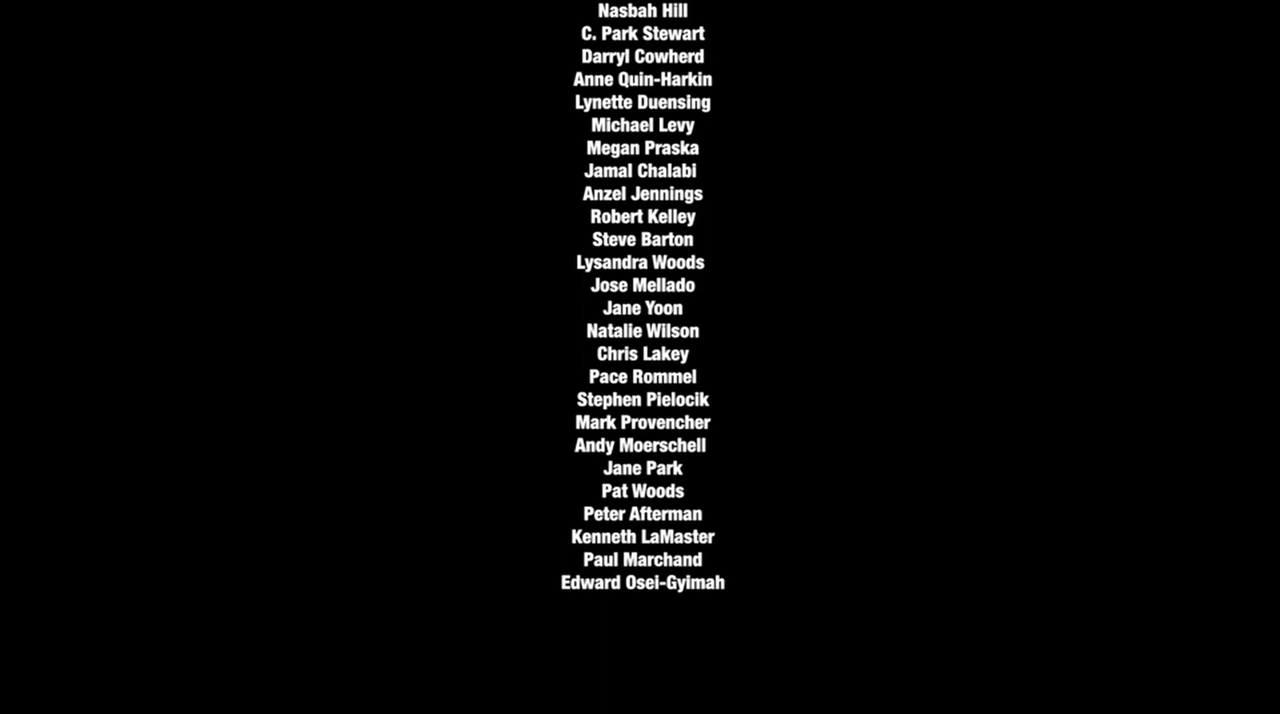 Nasbah Hill
C. Park Stewart
Darryl Cowherd
Anne Quin-Harkin
Lynette Duensing
Michael Levy
Megan Praska
Jamal Chalabi
Anzel Jennings
Robert Kelley
Steve Barton
Lysandra Woods
Jose Mellado
Jane Yoon
Natalie Wilson
Chris Lakey
Pace Rommel
Stephen Pielocik
Mark Provencher
Andy Moerschell
Jane Park
Pat Woods
Peter Afterman
Kenneth LaMaster
Paul Marchand
Edward Osei-Gyimah